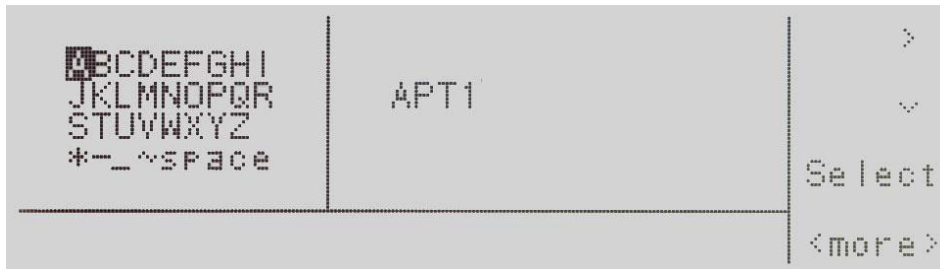 ABCDEFGHI
JKLMNOPQR
STUVWXYZ
*-_~space
APT1
>
⌄
Select
<more>